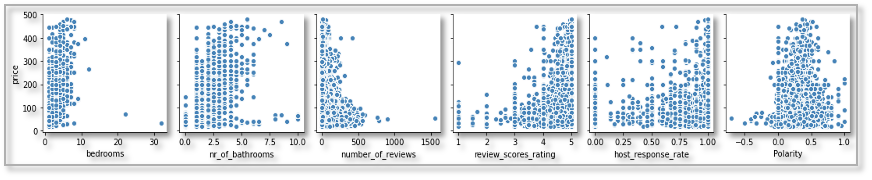 500
400
300
200
100
0
price
0 10 20 30
bedrooms
0.0 2.5 5.0 7.5 10.0
nr_of_bathrooms
0 500 1000 1500
number_of_reviews
1 2 3 4 5
review_scores_rating
0.00 0.25 0.50 0.75 1.00
host_response_rate
−0.5 0.0 0.5 1.0
Polarity